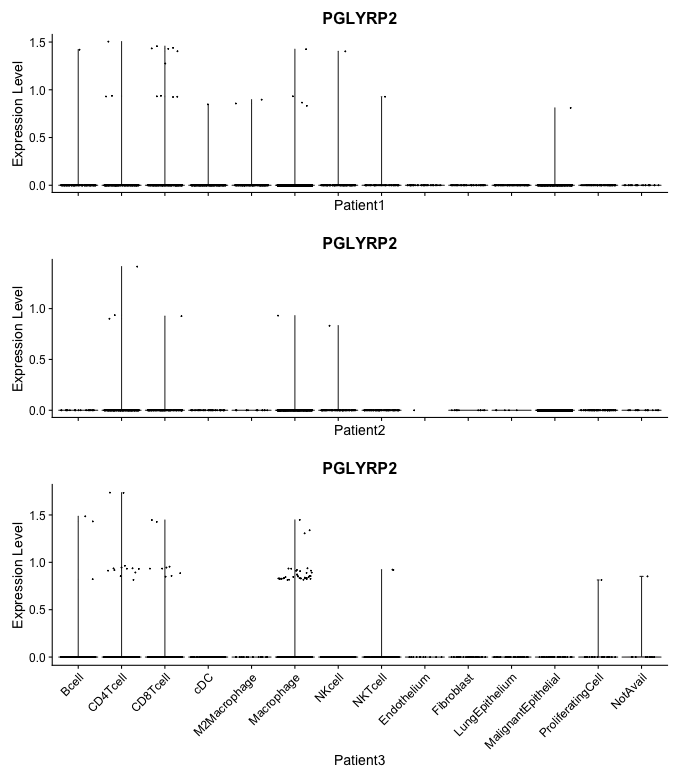 PGLYRP2
Expression Level
1.5
1.0
0.5
0.0
Patient1
PGLYRP2
Expression Level
1.0
0.5
0.0
Patient2
PGLYRP2
Expression Level
1.5
1.0
0.5
0.0
Bcell
CD4Tcell
CD8Tcell
cDC
M2Macrophage
Macrophage
NKcell
NKTcell
Endothelium
Fibroblast
LungEpithelium
MalignantEpithelial
ProliferatingCell
NotAvail
Patient3